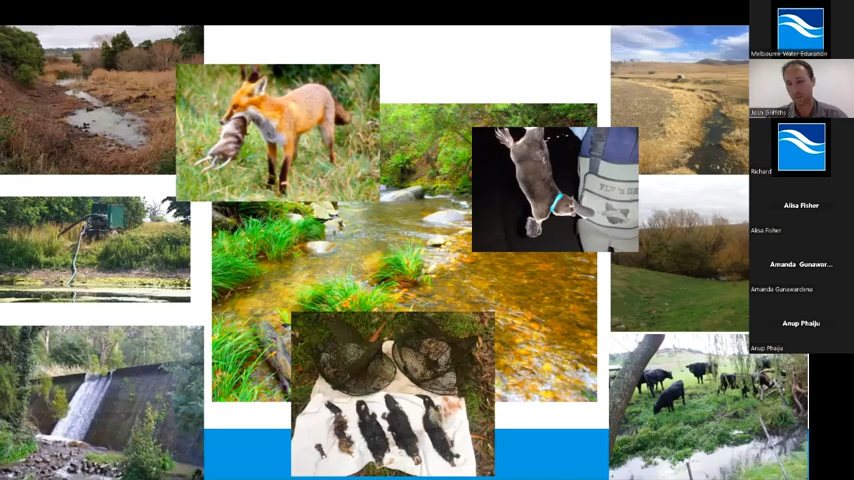 Melbourne Water Education
Josh Griffiths
Richard
Alisa Fisher
Alisa Fisher
Amanda Gunawar...
Amanda Gunawardena
Anup Phaiju
Anup Phaiju